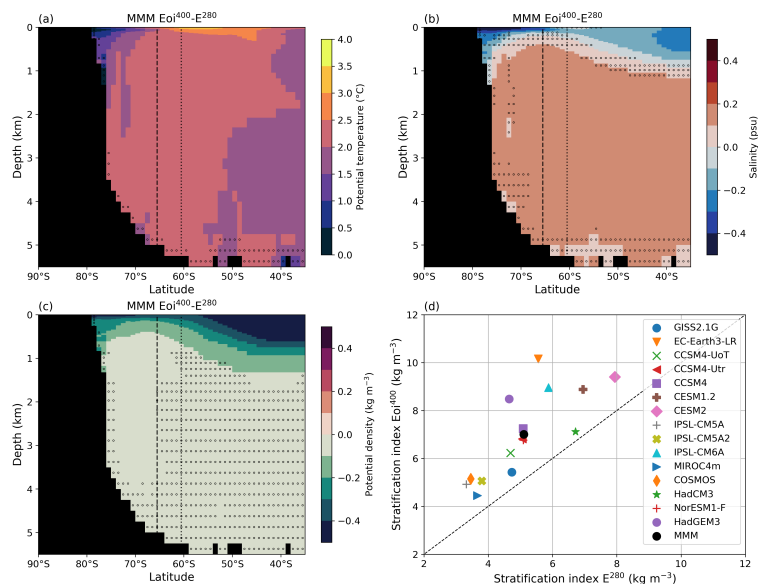 (a) MMM Eoi⁴⁰⁰-E²⁸⁰
0
1
2
3
4
5
Depth (km)
90°S 80°S 70°S 60°S 50°S 40°S
Latitude
4.0
3.5
3.0
2.5
2.0
1.5
1.0
0.5
0.0
Potential temperature (°C)
(b) MMM Eoi⁴⁰⁰-E²⁸⁰
0
1
2
3
4
5
Depth (km)
90°S 80°S 70°S 60°S 50°S 40°S
Latitude
0.4
0.2
0.0
−0.2
−0.4
Salinity (psu)
(c) MMM Eoi⁴⁰⁰-E²⁸⁰
0
1
2
3
4
5
Depth (km)
90°S 80°S 70°S 60°S 50°S 40°S
Latitude
0.4
0.2
0.0
−0.2
−0.4
Potential density (kg m⁻³)
(d)
12
10
8
6
4
2
Stratification index Eoi⁴⁰⁰ (kg m⁻³)
2 4 6 8 10 12
Stratification index E²⁸⁰ (kg m⁻³)
GISS2.1G
EC-Earth3-LR
CCSM4-UoT
CCSM4-Utr
CCSM4
CESM1.2
CESM2
IPSL-CM5A
IPSL-CM5A2
IPSL-CM6A
MIROC4m
COSMOS
HadCM3
NorESM1-F
HadGEM3
MMM